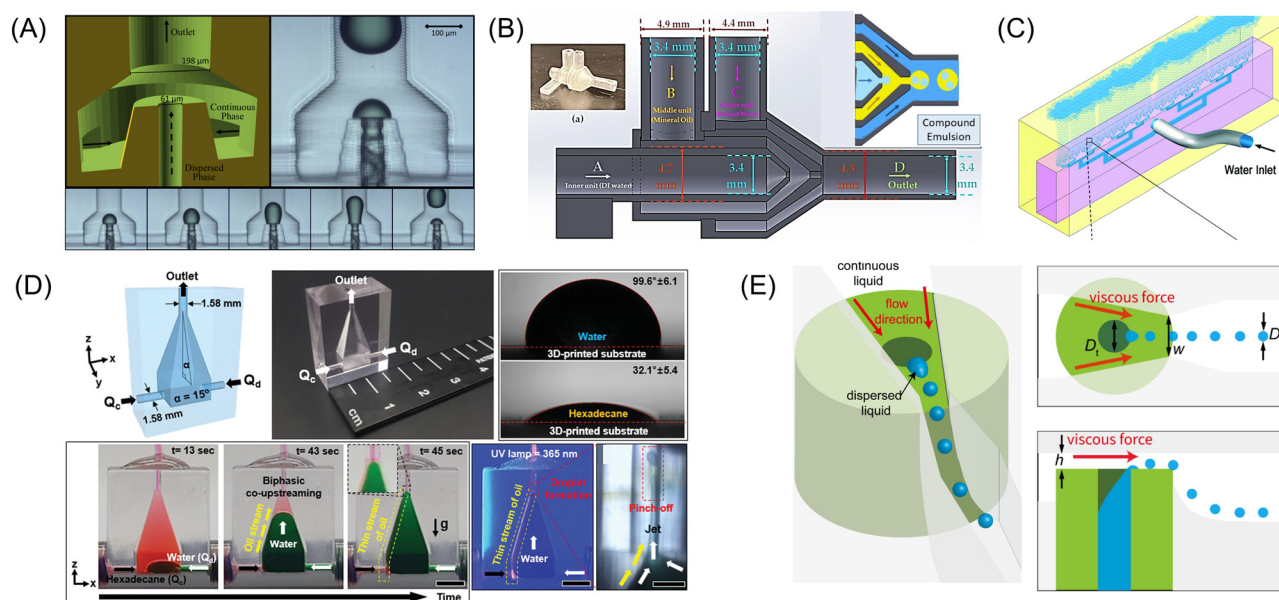 (A)
Outlet
198 µm
61 µm
Continuous
Phase
Dispersed
Phase
100 µm
(B)
4.9 mm
4.4 mm
3.4 mm
3.4 mm
B
Middle unit
(Mineral Oil)
C
(a)
Compound
Emulsion
A
Inner unit (DI water)
4.7
mm
3.4
mm
4.5
mm
D
Outlet
3.4
mm
(C)
Water Inlet
(D)
Outlet
1.58 mm
z
x
y
α
α = 15°
Qd
Qc
1.58 mm
Outlet
Qd
Qc
cm
1
2
3
4
99.6°±6.1
Water
3D-printed substrate
32.1°±5.4
Hexadecane
3D-printed substrate
t= 13 sec
Water (Qd)
Hexadecane (Qc)
t= 43 sec
Biphasic
co-upstreaming
Oil stream
Water
t= 45 sec
Thin stream
of oil
g
UV lamp = 365 nm
Droplet
formation
Thin stream
of oil
Water
Pinch-off
Jet
z
x
Time
(E)
continuous
liquid
flow
direction
dispersed
liquid
viscous force
Dt
w
D
viscous force
h